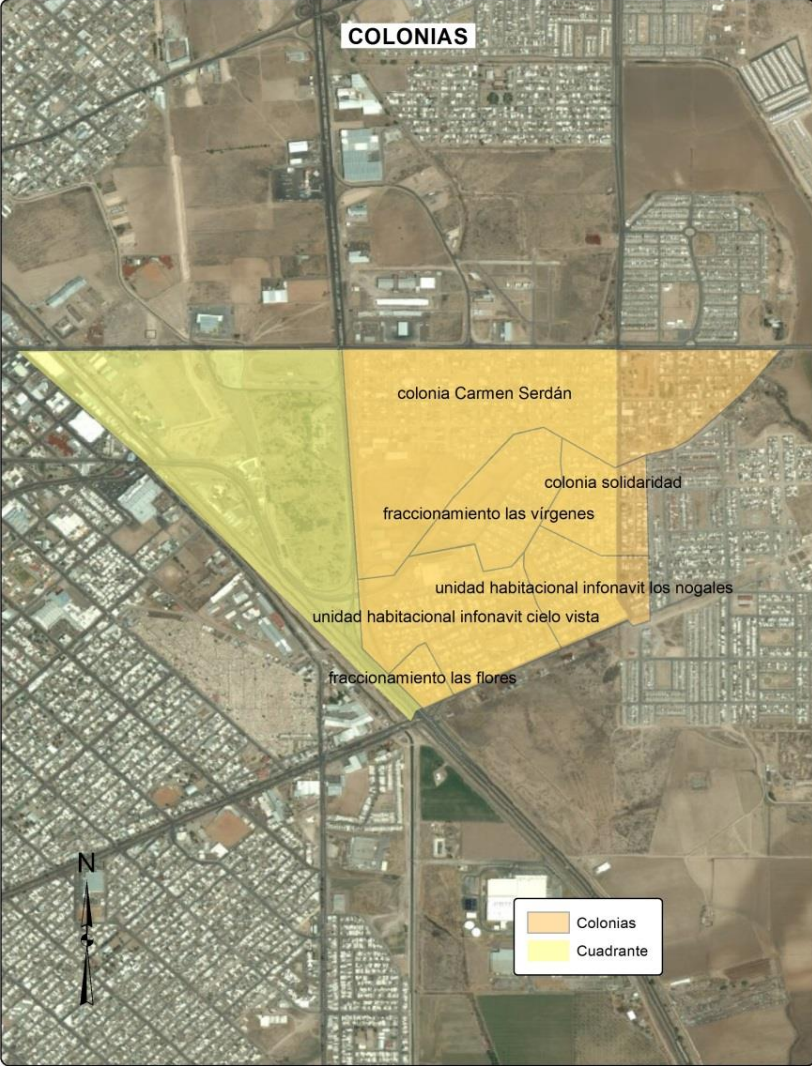 COLONIAS
colonia Carmen Serdán
colonia solidaridad
fraccionamiento las vírgenes
unidad habitacional infonavit los nogales
unidad habitacional infonavit cielo vista
fraccionamiento las flores
N
Colonias
Cuadrante